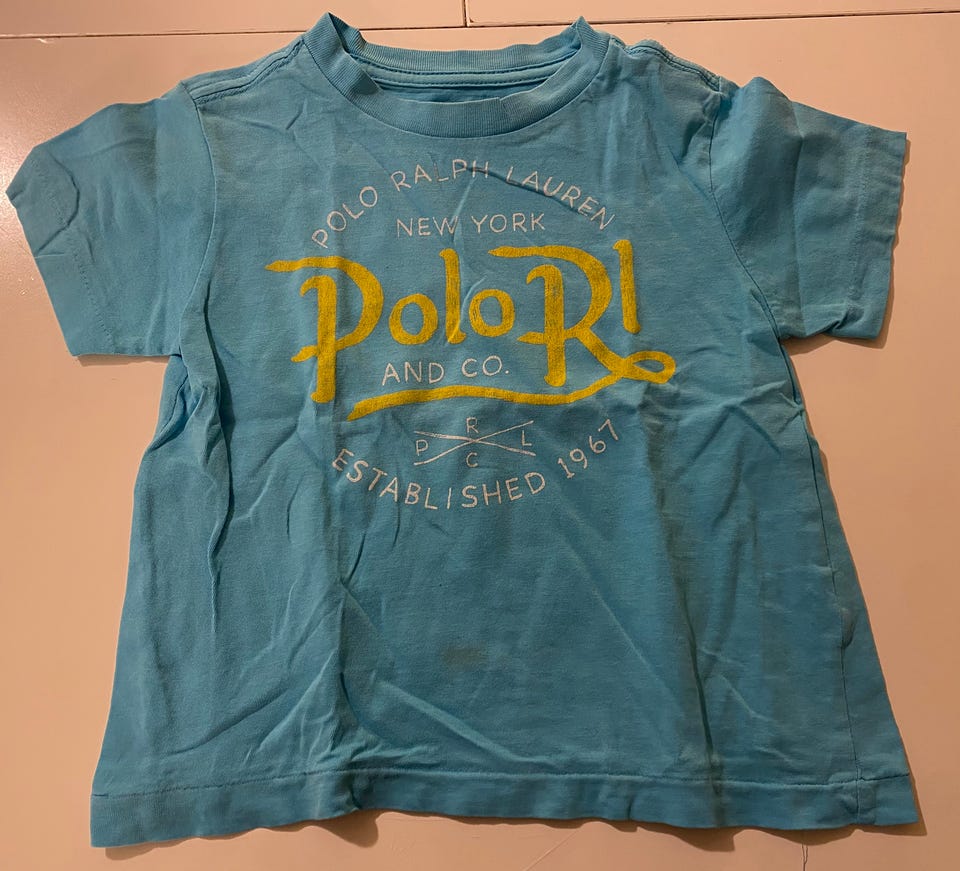 POLO RALPH LAUREN
NEW YORK
Polo Rl
AND CO.
R
P L
C
ESTABLISHED 1967